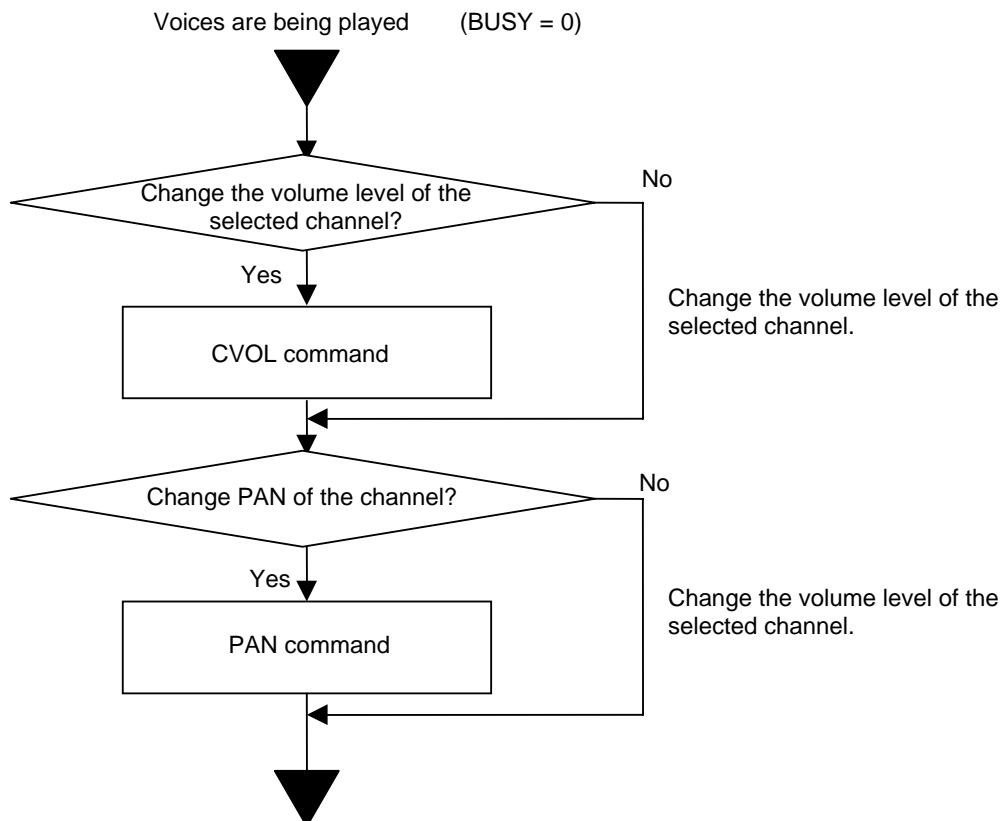 Voices are being played (BUSY = 0)
Change the volume level of the
selected channel?
No
Yes
Change the volume level of the
selected channel.
CVOL command
Change PAN of the channel?
No
Yes
Change the volume level of the
selected channel.
PAN command